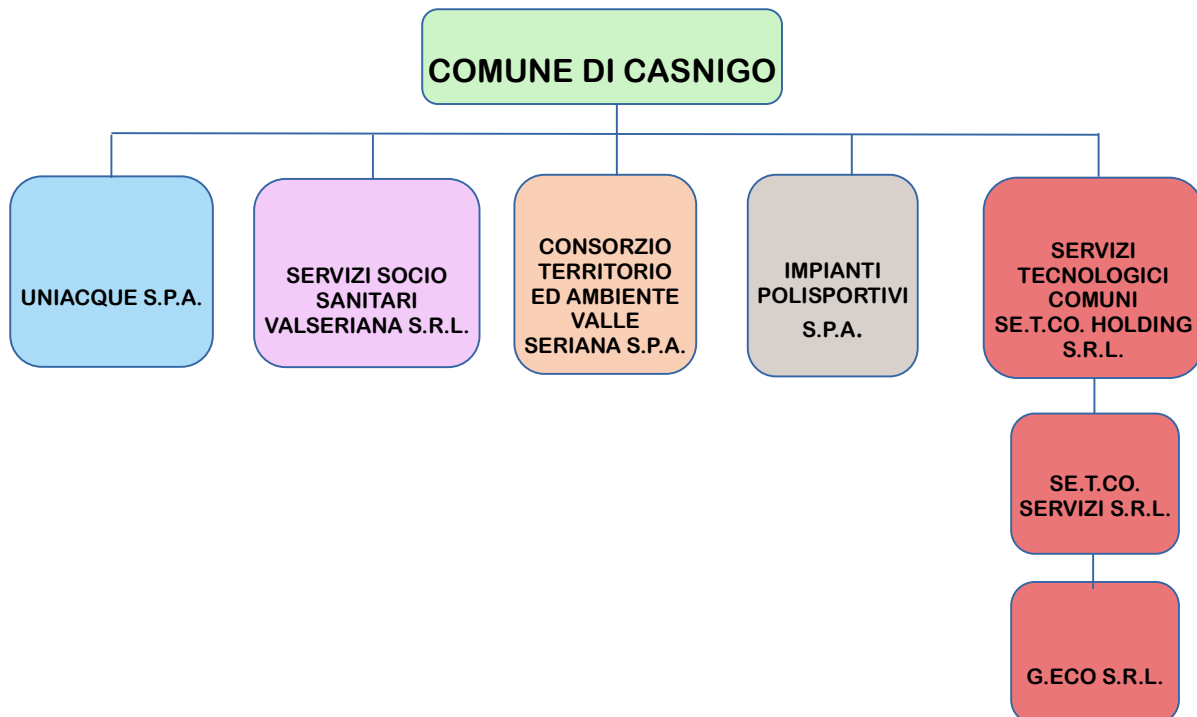 COMUNE DI CASNIGO
UNIACQUE S.P.A.
SERVIZI SOCIO
SANITARI
VALSERIANA S.R.L.
CONSORZIO
TERRITORIO
ED AMBIENTE
VALLE
SERIANA S.P.A.
IMPIANTI
POLISPORTIVI
S.P.A.
SERVIZI
TECNOLOGICI
COMUNI
SE.T.CO. HOLDING
S.R.L.
SE.T.CO.
SERVIZI S.R.L.
G.ECO S.R.L.